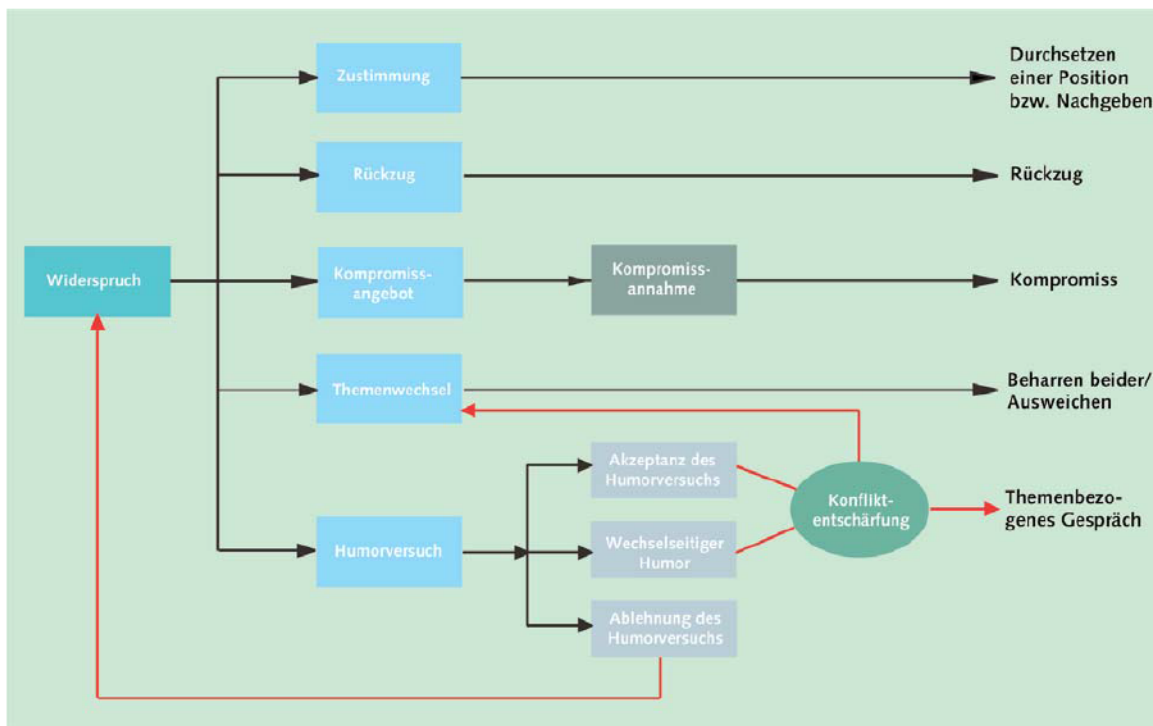 Zustimmung
Durchsetzen
einer Position
bzw. Nachgeben
Rückzug
Rückzug
Widerspruch
Kompromiss-
angebot
Kompromiss-
annahme
Kompromiss
Themenwechsel
Beharren beider/
Ausweichen
Humorversuch
Akzeptanz des
Humorversuchs
Wechselseitiger
Humor
Ablehnung des
Humorversuchs
Konflikt-
entschärfung
Themenbezo-
genes Gespräch